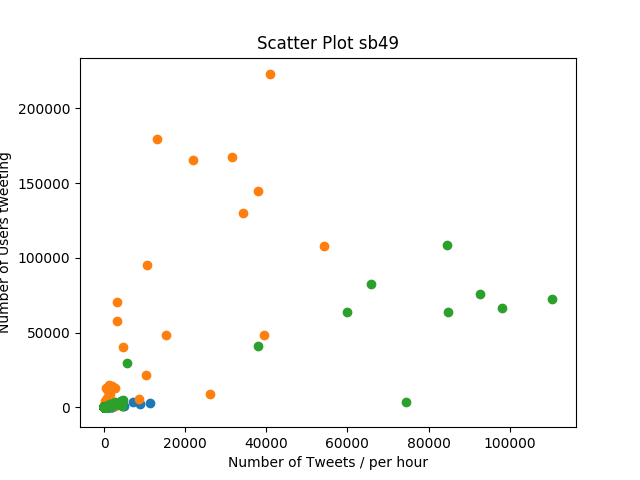 Scatter Plot sb49
200000
150000
100000
50000
0
Number of Users tweeting
0 20000 40000 60000 80000 100000
Number of Tweets / per hour